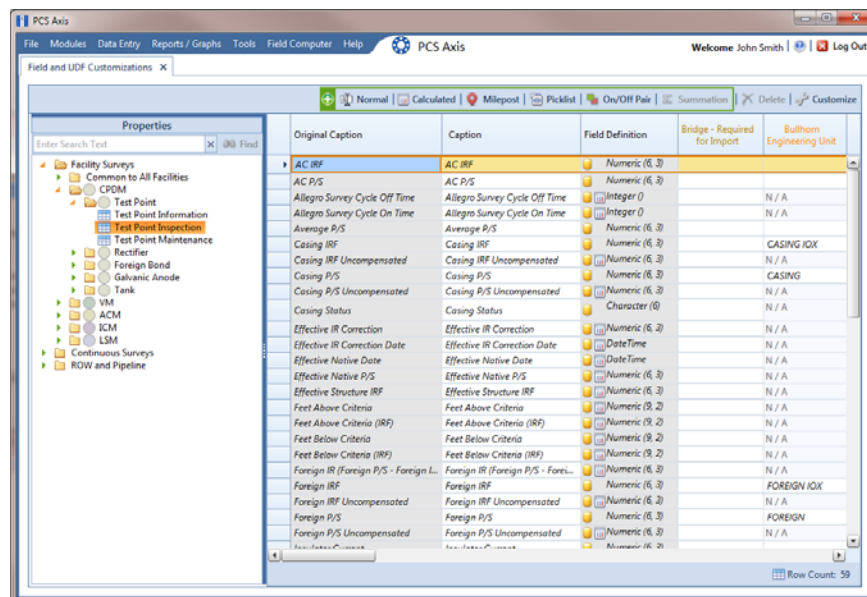 PCS Axis
File Modules Data Entry Reports / Graphs Tools Field Computer Help PCS Axis Welcome John Smith | Log Out
Field and UDF Customizations X
Normal | Calculated | Milepost | Picklist | On/Off Pair | Summation | Delete | Customize
Properties
Enter Search Text X Find
Facility Surveys
Common to All Facilities
CPDM
Test Point
Test Point Information
Test Point Inspection
Test Point Maintenance
Rectifier
Foreign Bond
Galvanic Anode
Tank
VM
ACM
ICM
LSM
Continuous Surveys
ROW and Pipeline
Original Caption Caption Field Definition Bridge - Required for Import Bullhorn Engineering Unit
AC IRF AC IRF Numeric (6, 3)
AC P/S AC P/S Numeric (6, 3)
Allegro Survey Cycle Off Time Allegro Survey Cycle Off Time Integer () N / A
Allegro Survey Cycle On Time Allegro Survey Cycle On Time Integer () N / A
Average P/S Average P/S Numeric (6, 3)
Casing IRF Casing IRF Numeric (6, 3) CASING IOX
Casing IRF Uncompensated Casing IRF Uncompensated Numeric (6, 3) N / A
Casing P/S Casing P/S Numeric (6, 3) CASING
Casing P/S Uncompensated Casing P/S Uncompensated Numeric (6, 3) N / A
Casing Status Casing Status Character (6) N / A
Effective IR Correction Effective IR Correction Numeric (6, 3) N / A
Effective IR Correction Date Effective IR Correction Date DateTime N / A
Effective Native Date Effective Native Date DateTime N / A
Effective Native P/S Effective Native P/S Numeric (6, 3) N / A
Effective Structure IRF Effective Structure IRF Numeric (6, 3) N / A
Feet Above Criteria Feet Above Criteria Numeric (9, 2) N / A
Feet Above Criteria (IRF) Feet Above Criteria (IRF) Numeric (9, 2) N / A
Feet Below Criteria Feet Below Criteria Numeric (9, 2) N / A
Feet Below Criteria (IRF) Feet Below Criteria (IRF) Numeric (9, 2) N / A
Foreign IR (Foreign P/S - Foreign I... Foreign IR (Foreign P/S - Forei... Numeric (6, 3) N / A
Foreign IRF Foreign IRF Numeric (6, 3) FOREIGN IOX
Foreign IRF Uncompensated Foreign IRF Uncompensated Numeric (6, 3) N / A
Foreign P/S Foreign P/S Numeric (6, 3) FOREIGN
Foreign P/S Uncompensated Foreign P/S Uncompensated Numeric (6, 3) N / A
Row Count: 59